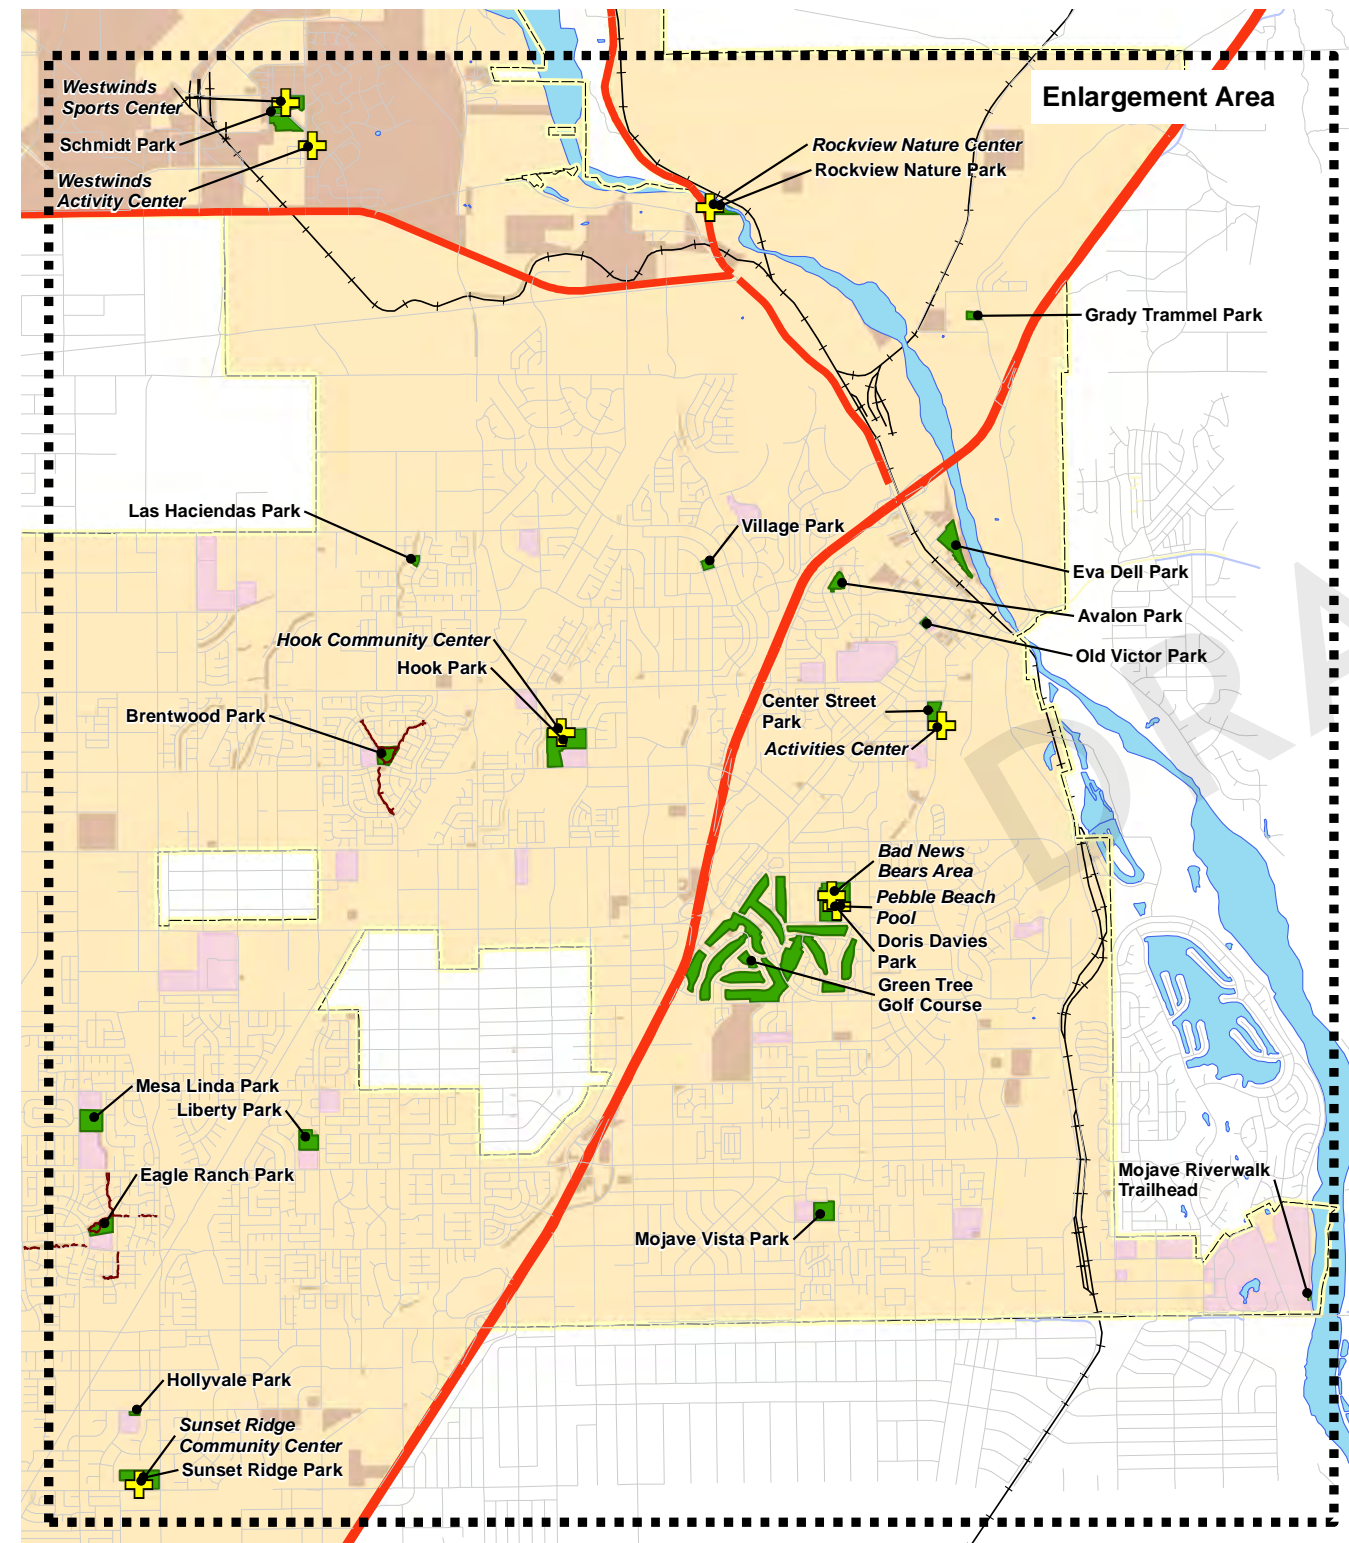 Enlargement Area
Westwinds
Sports Center
Schmidt Park
Westwinds
Activity Center
Rockview Nature Center
Rockview Nature Park
Grady Trammel Park
Las Haciendas Park
Village Park
Eva Dell Park
Avalon Park
Old Victor Park
Hook Community Center
Hook Park
Brentwood Park
Center Street
Park
Activities Center
Bad News
Bears Area
Pebble Beach
Pool
Doris Davies
Park
Green Tree
Golf Course
Mesa Linda Park
Liberty Park
Eagle Ranch Park
Mojave Riverwalk
Trailhead
Mojave Vista Park
Hollyvale Park
Sunset Ridge
Community Center
Sunset Ridge Park
DRA